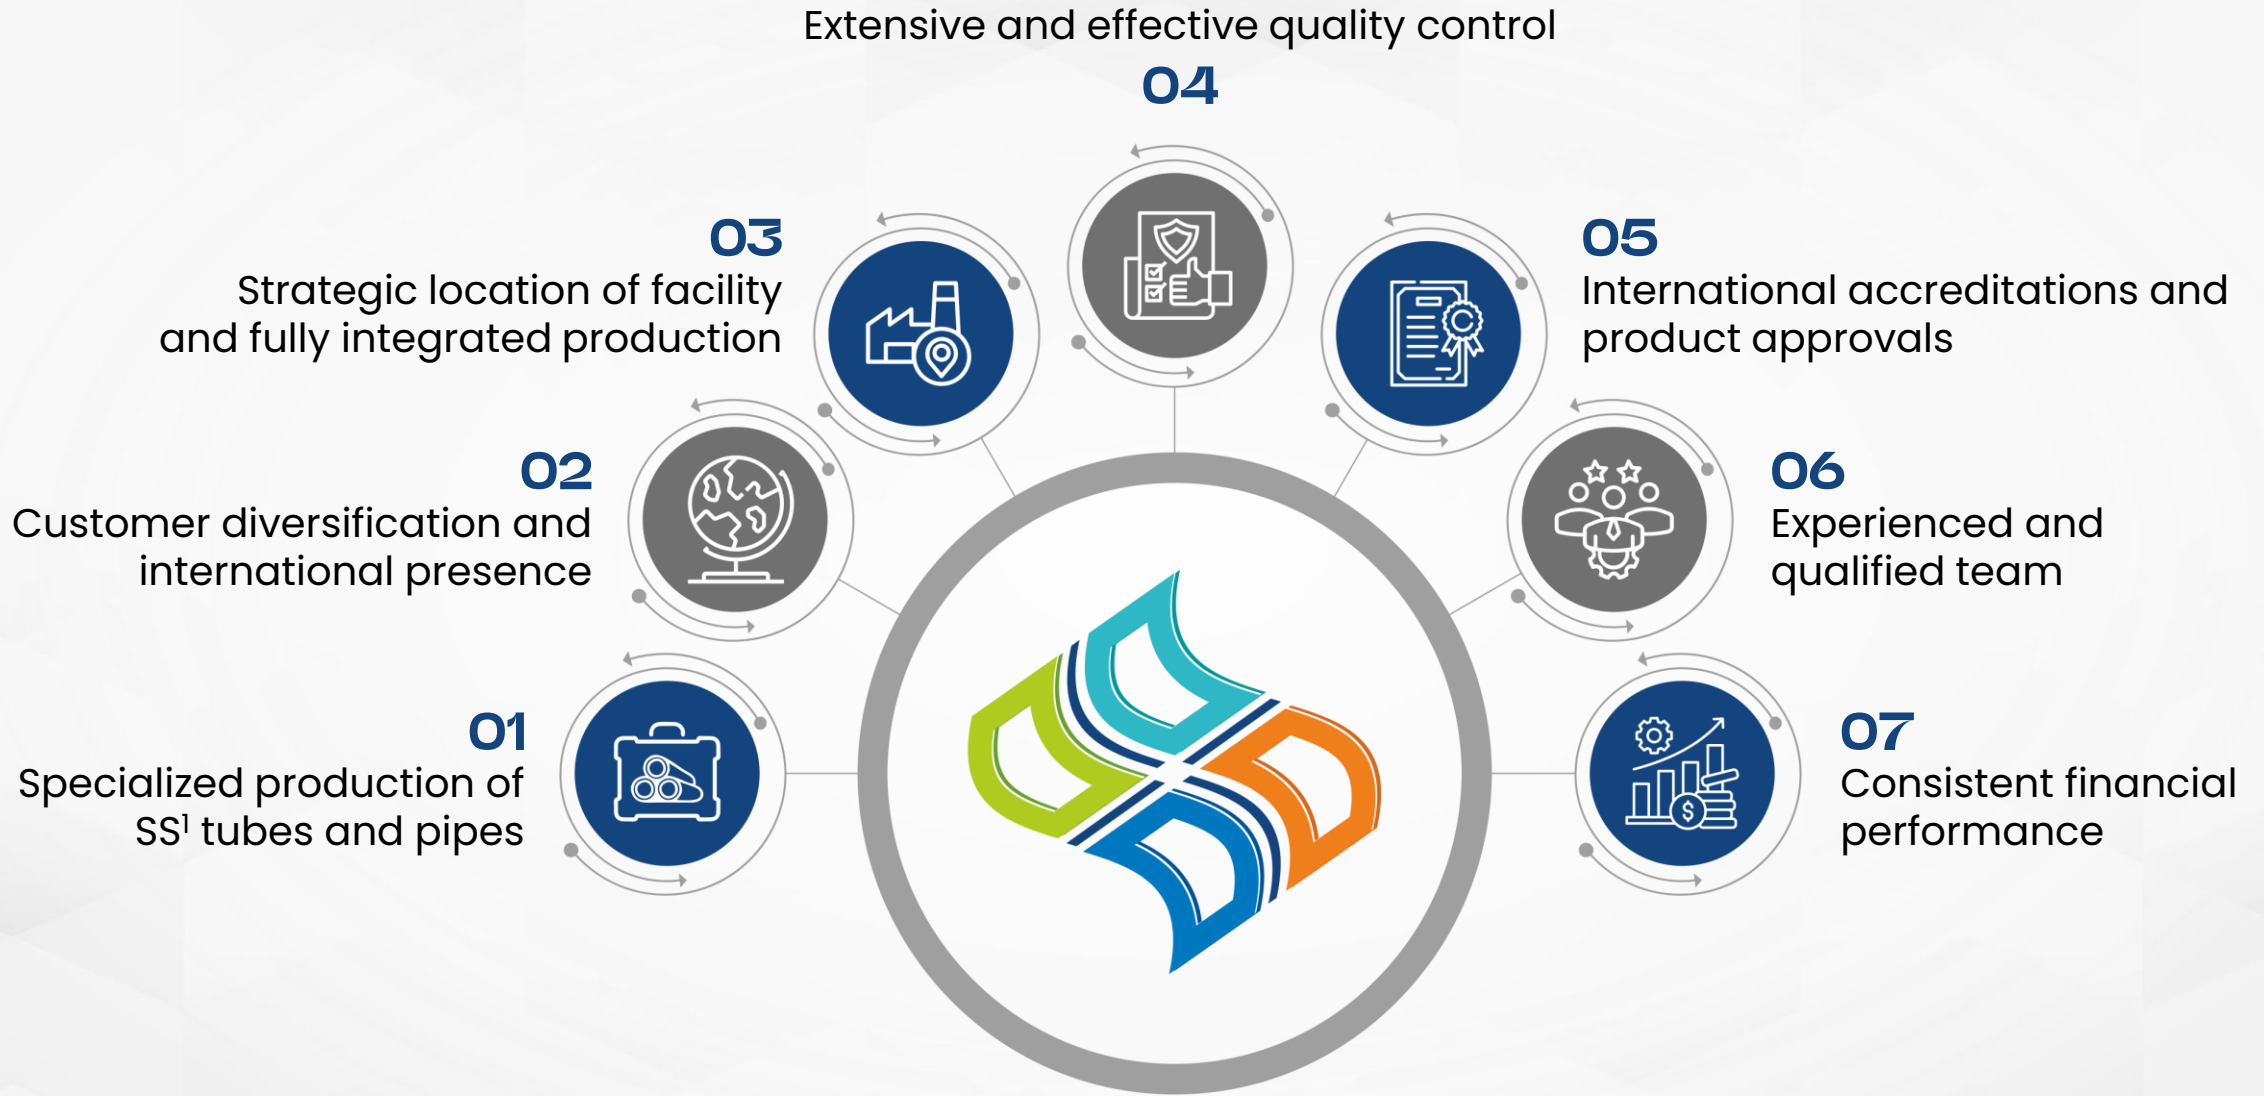 Extensive and effective quality control
04
03
Strategic location of facility
and fully integrated production
05
International accreditations and
product approvals
02
Customer diversification and
international presence
06
Experienced and
qualified team
01
Specialized production of
SS¹ tubes and pipes
07
Consistent financial
performance